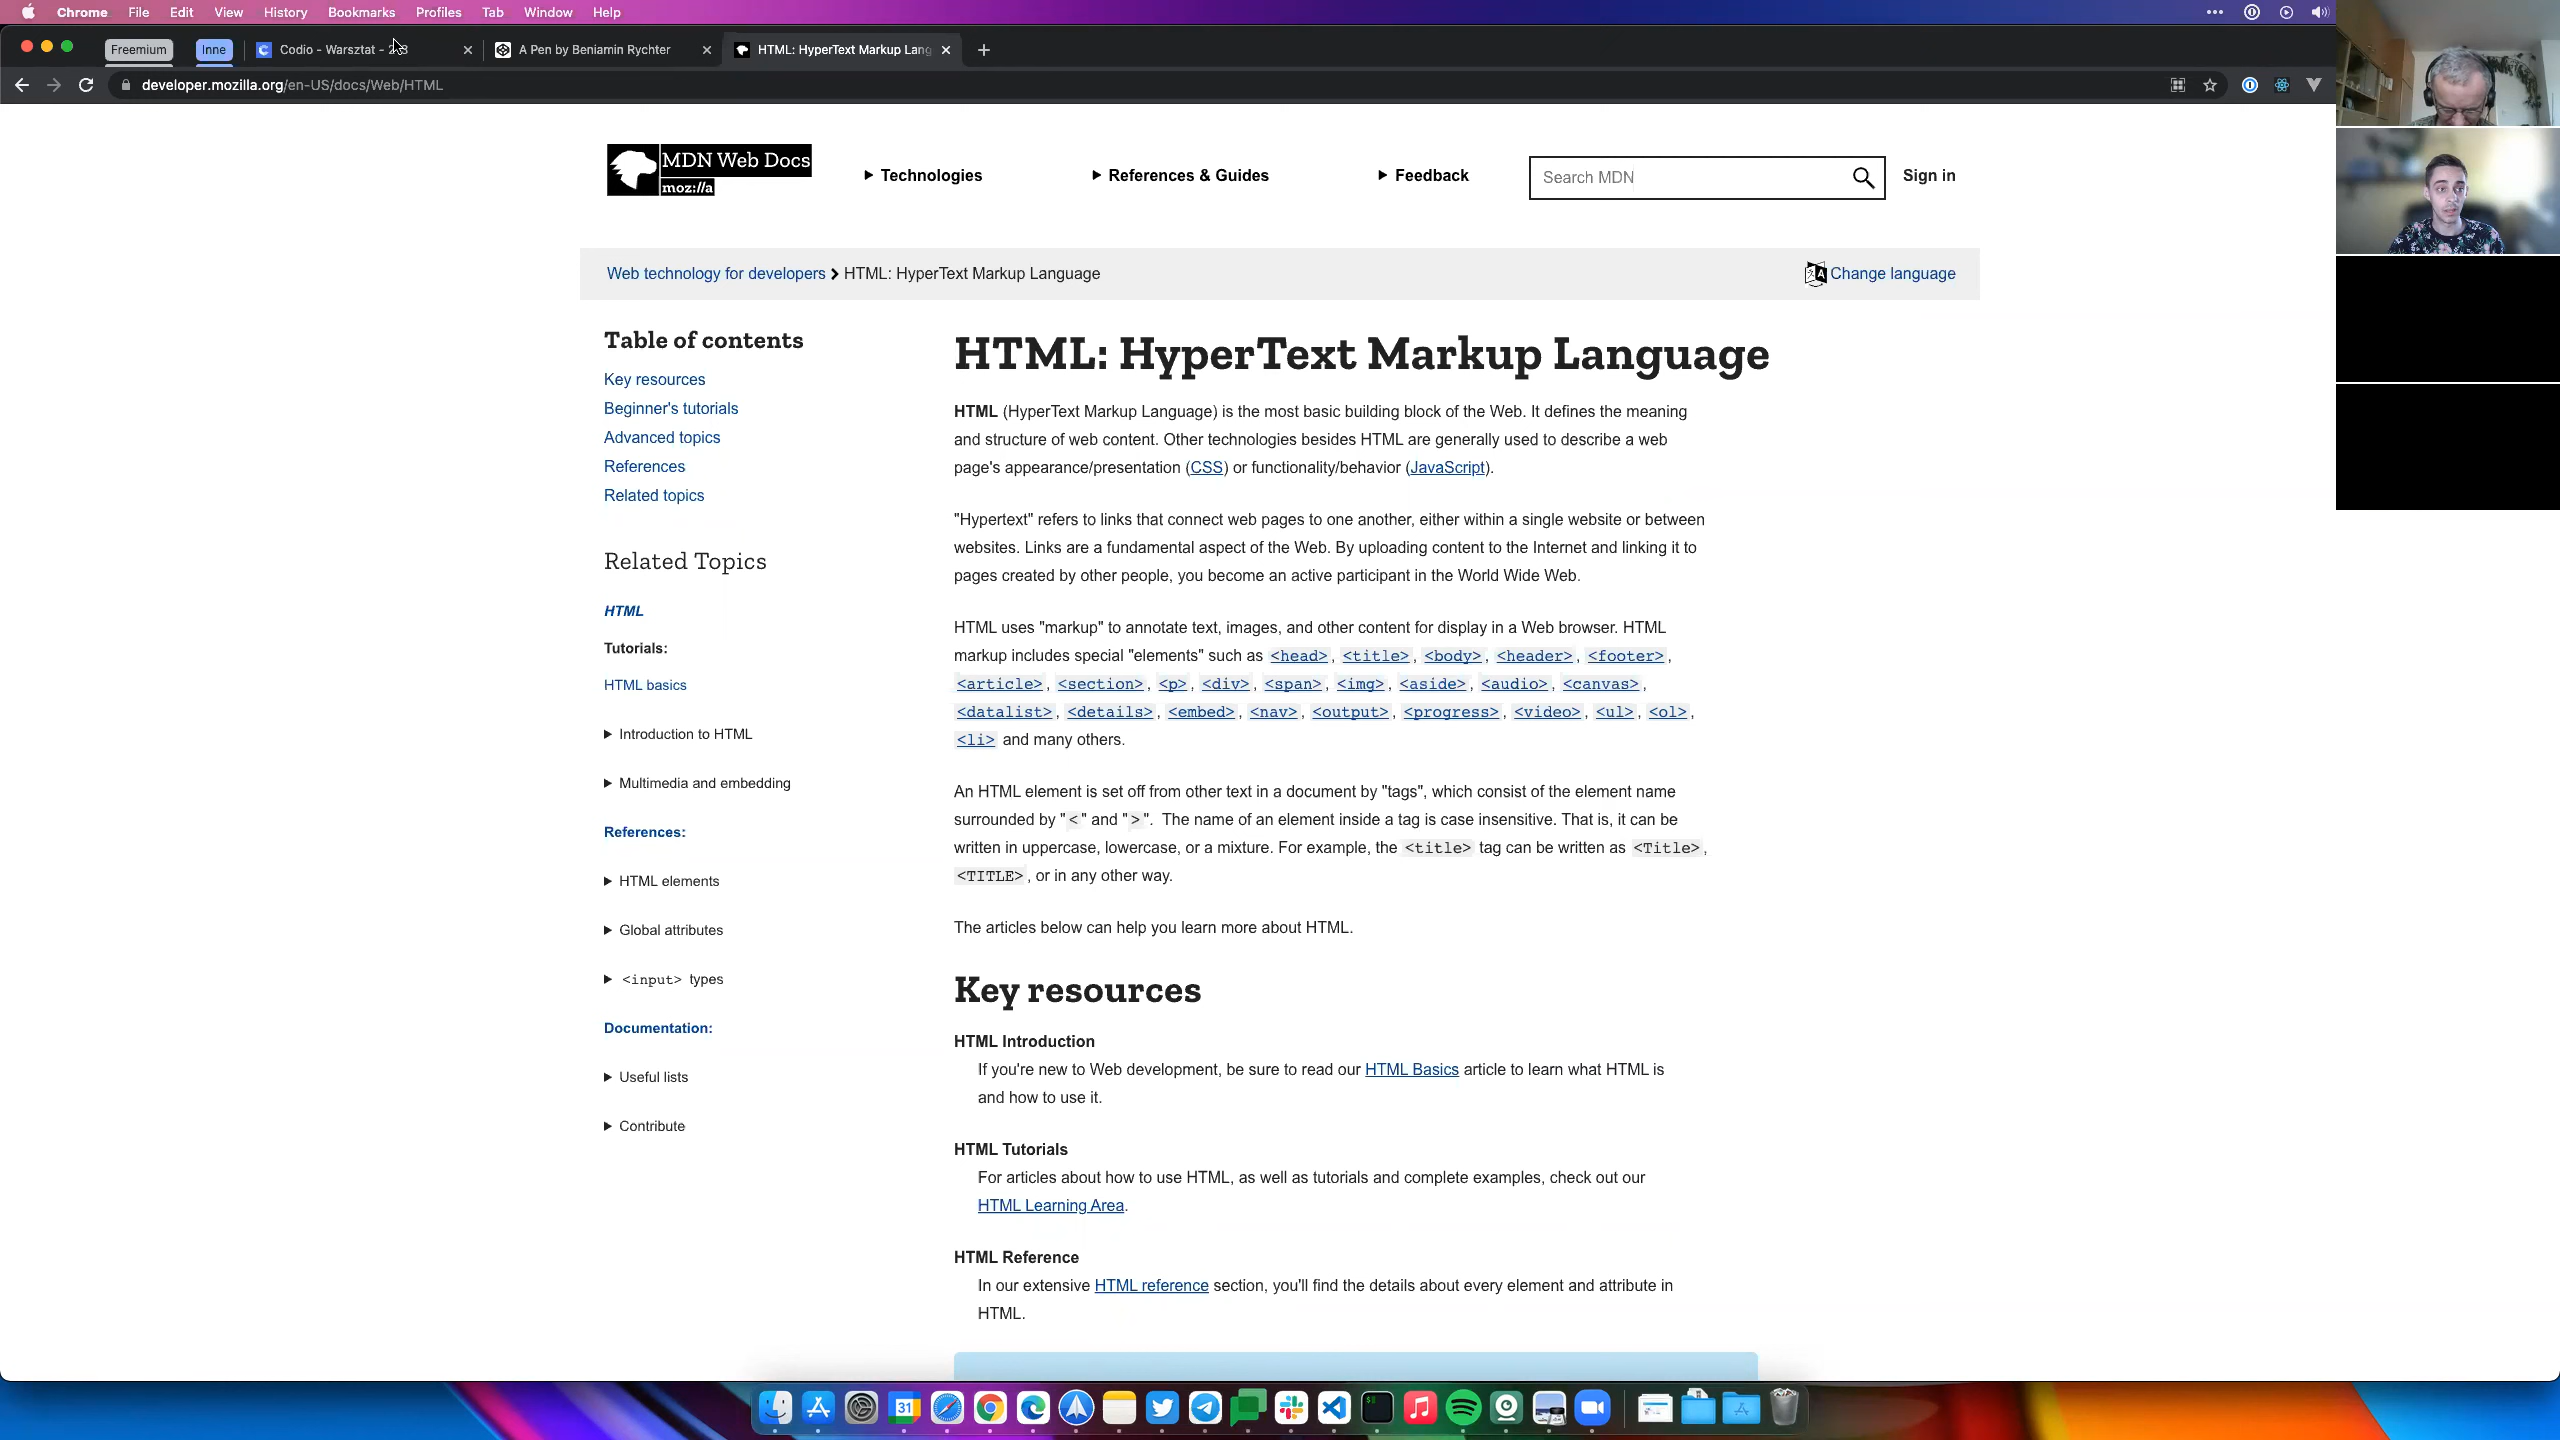 Chrome File Edit View History Bookmarks Profiles Tab Window Help
Freemium Inne Codio - Warsztat - A Pen by Beniamin Rychter HTML: HyperText Markup Lang
developer.mozilla.org/en-US/docs/Web/HTML
MDN Web Docs
moz://a
Technologies References & Guides Feedback Search MDN Sign in
Web technology for developers HTML: HyperText Markup Language Change language
Table of contents
Key resources
Beginner's tutorials
Advanced topics
References
Related topics
Related Topics
HTML
Tutorials:
HTML basics
Introduction to HTML
Multimedia and embedding
References:
HTML elements
Global attributes
<input> types
Documentation:
Useful lists
Contribute
HTML: HyperText Markup Language
HTML (HyperText Markup Language) is the most basic building block of the Web. It defines the meaning
and structure of web content. Other technologies besides HTML are generally used to describe a web
page's appearance/presentation (CSS) or functionality/behavior (JavaScript).
"Hypertext" refers to links that connect web pages to one another, either within a single website or between
websites. Links are a fundamental aspect of the Web. By uploading content to the Internet and linking it to
pages created by other people, you become an active participant in the World Wide Web.
HTML uses "markup" to annotate text, images, and other content for display in a Web browser. HTML
markup includes special "elements" such as <head>, <title>, <body>, <header>, <footer>,
<article>, <section>, <p>, <div>, <span>, <img>, <aside>, <audio>, <canvas>,
<datalist>, <details>, <embed>, <nav>, <output>, <progress>, <video>, <ul>, <ol>,
<li> and many others.
An HTML element is set off from other text in a document by "tags", which consist of the element name
surrounded by "<" and ">". The name of an element inside a tag is case insensitive. That is, it can be
written in uppercase, lowercase, or a mixture. For example, the <title> tag can be written as <Title>,
<TITLE>, or in any other way.
The articles below can help you learn more about HTML.
Key resources
HTML Introduction
If you're new to Web development, be sure to read our HTML Basics article to learn what HTML is
and how to use it.
HTML Tutorials
For articles about how to use HTML, as well as tutorials and complete examples, check out our
HTML Learning Area.
HTML Reference
In our extensive HTML reference section, you'll find the details about every element and attribute in
HTML.
31